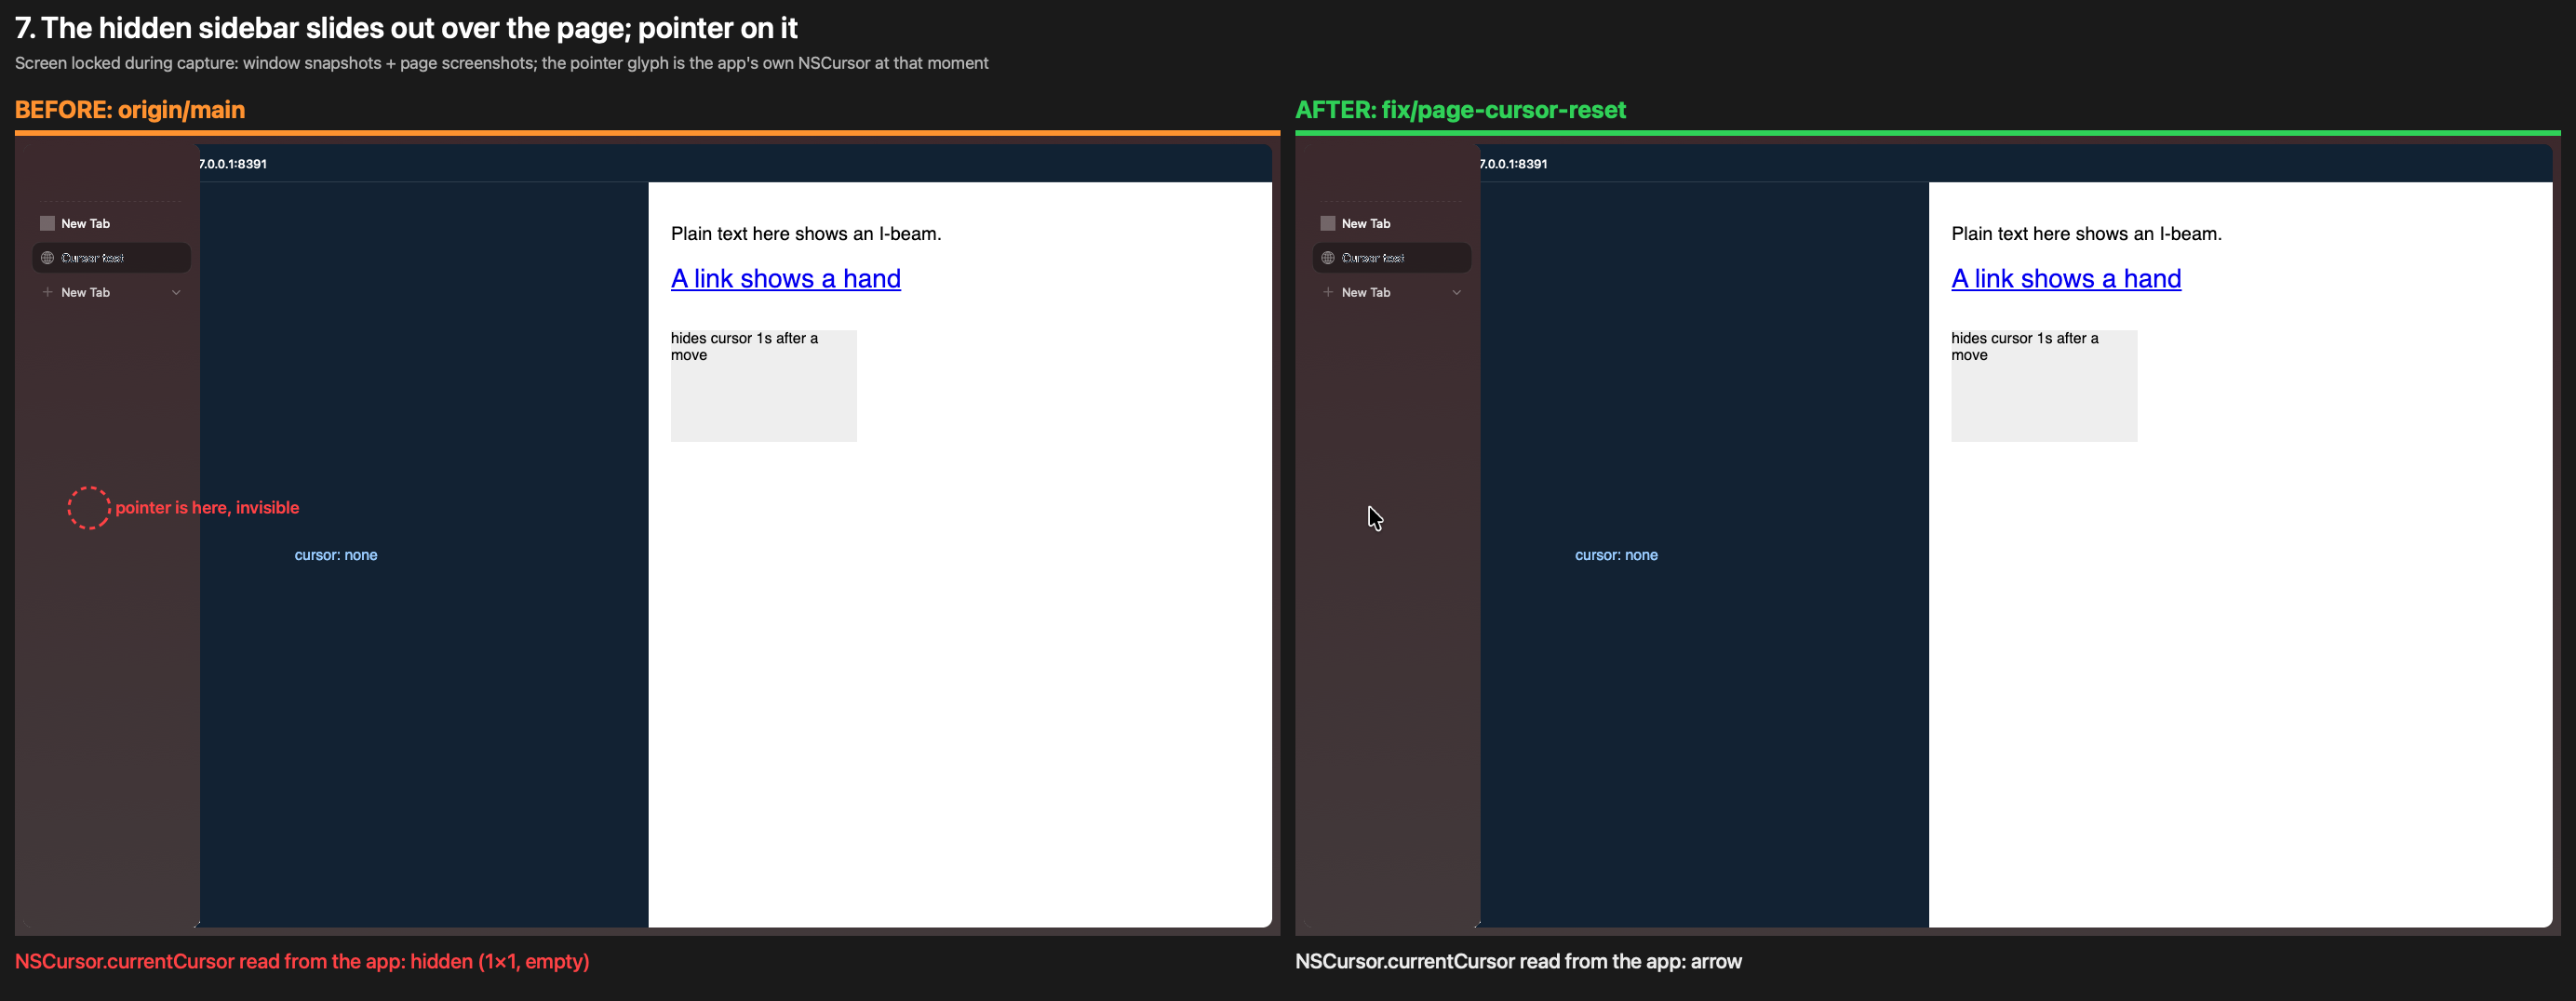 7. The hidden sidebar slides out over the page; pointer on it
Screen locked during capture: window snapshots + page screenshots; the pointer glyph is the app's own NSCursor at that moment
BEFORE: origin/main
7.0.0.1:8391
New Tab
Cursor test
New Tab
Plain text here shows an I-beam.
A link shows a hand
hides cursor 1s after a
move
pointer is here, invisible
cursor: none
NSCursor.currentCursor read from the app: hidden (1×1, empty)
AFTER: fix/page-cursor-reset
7.0.0.1:8391
New Tab
Cursor test
New Tab
Plain text here shows an I-beam.
A link shows a hand
hides cursor 1s after a
move
cursor: none
NSCursor.currentCursor read from the app: arrow